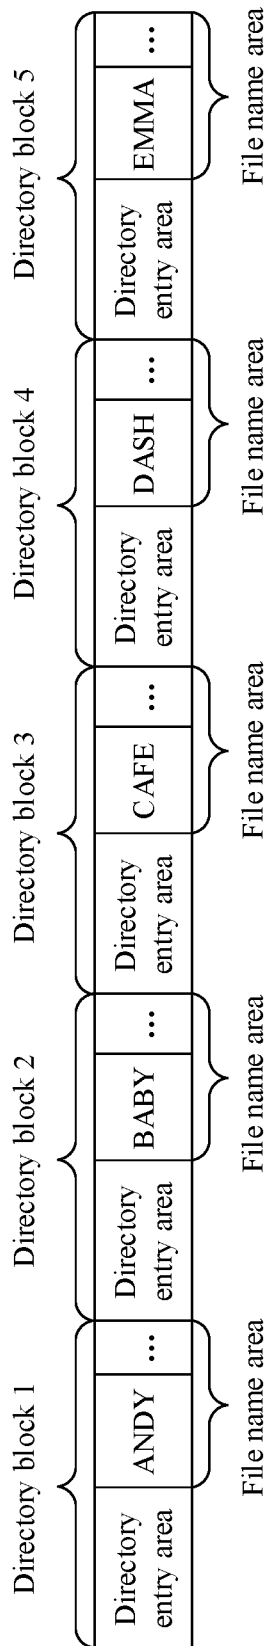 Directory block 1
Directory block 2
Directory block 3
Directory block 4
Directory block 5
Directory
entry area
ANDY
...
Directory
entry area
BABY
...
Directory
entry area
CAFE
...
Directory
entry area
DASH
...
Directory
entry area
EMMA
...
File name area
File name area
File name area
File name area
File name area